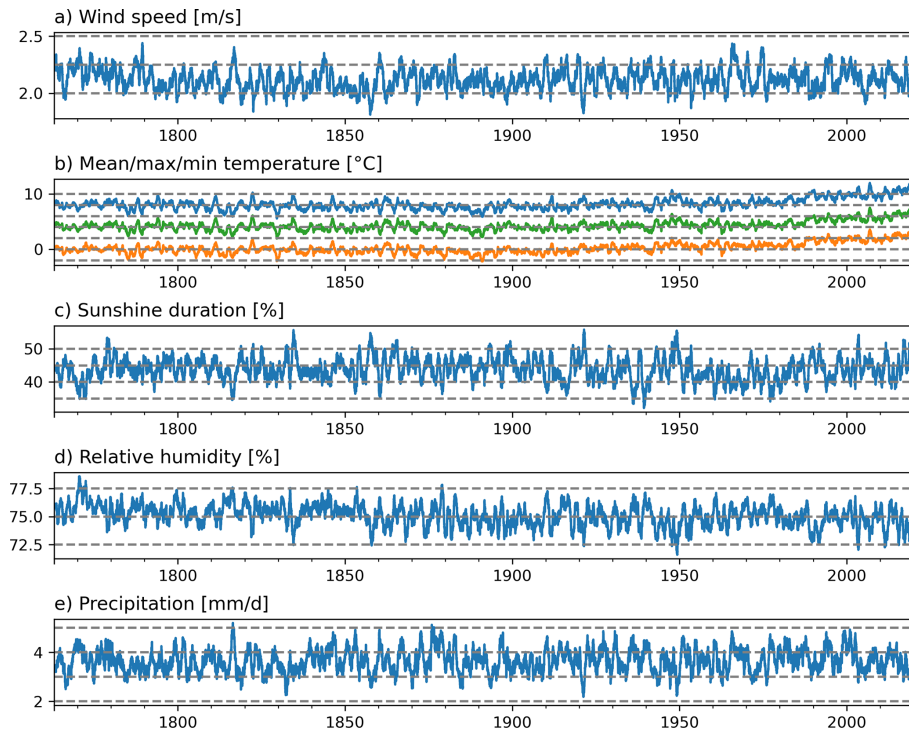 a) Wind speed [m/s]
2.5
2.0
1800 1850 1900 1950 2000
b) Mean/max/min temperature [°C]
10
0
1800 1850 1900 1950 2000
c) Sunshine duration [%]
50
40
1800 1850 1900 1950 2000
d) Relative humidity [%]
77.5
75.0
72.5
1800 1850 1900 1950 2000
e) Precipitation [mm/d]
4
2
1800 1850 1900 1950 2000